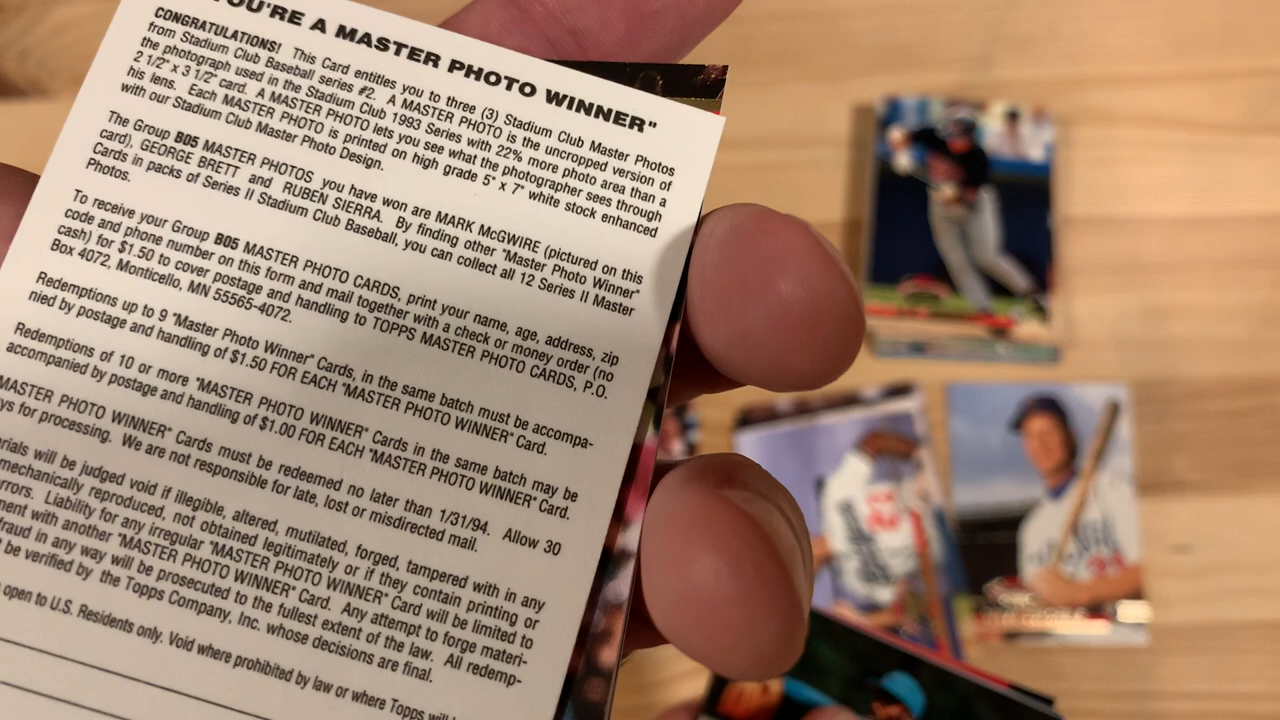 YOU'RE A MASTER PHOTO WINNER"
CONGRATULATIONS! This Card entitles you to three (3) Stadium Club Master Photos
from Stadium Club Baseball series #2. A MASTER PHOTO is the uncropped version of
the photograph used in the Stadium Club 1993 Series with 22% more photo area than a
2 1/2" x 3 1/2" card. A MASTER PHOTO lets you see what the photographer sees through
his lens. Each MASTER PHOTO is printed on high grade 5" x 7" white stock enhanced
with our Stadium Club Master Photo Design.
The Group B05 MASTER PHOTOS you have won are MARK McGWIRE (pictured on this
card), GEORGE BRETT and RUBEN SIERRA. By finding other "Master Photo Winner"
Cards in packs of Series II Stadium Club Baseball, you can collect all 12 Series II Master
Photos.
To receive your Group B05 MASTER PHOTO CARDS, print your name, age, address, zip
code and phone number on this form and mail together with a check or money order (no
cash) for $1.50 to cover postage and handling to TOPPS MASTER PHOTO CARDS, P.O.
Box 4072, Monticello, MN 55565-4072.
Redemptions up to 9 "Master Photo Winner" Cards, in the same batch must be accompa-
nied by postage and handling of $1.50 FOR EACH "MASTER PHOTO WINNER" Card.
Redemptions of 10 or more "MASTER PHOTO WINNER" Cards in the same batch may be
accompanied by postage and handling of $1.00 FOR EACH "MASTER PHOTO WINNER" Card.
MASTER PHOTO WINNER" Cards must be redeemed no later than 1/31/94. Allow 30
ys for processing. We are not responsible for late, lost or misdirected mail.
rials will be judged void if illegible, altered, mutilated, forged, tampered with in any
mechanically reproduced, not obtained legitimately or if they contain printing or
rrors. Liability for any irregular "MASTER PHOTO WINNER" Card will be limited to
ment with another "MASTER PHOTO WINNER" Card. Any attempt to forge materi-
fraud in any way will be prosecuted to the fullest extent of the law. All redemp-
t be verified by the Topps Company, Inc. whose decisions are final.
open to U.S. Residents only. Void where prohibited by law or where Topps will